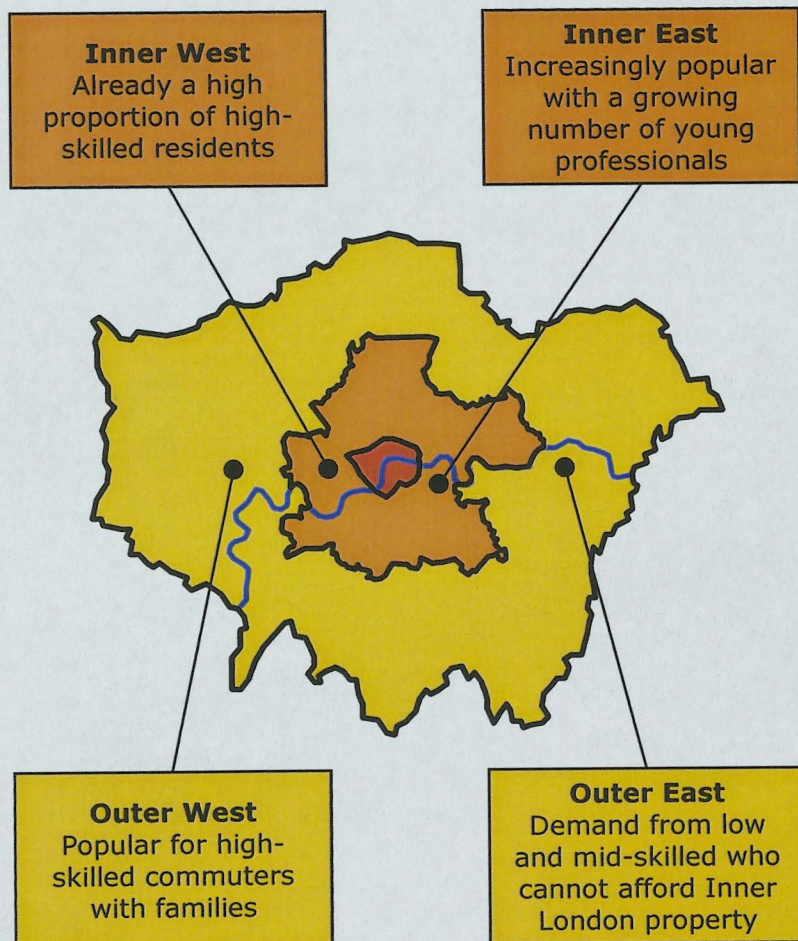 Inner West
Already a high
proportion of high-
skilled residents
Inner East
Increasingly popular
with a growing
number of young
professionals
Outer West
Popular for high-
skilled commuters
with families
Outer East
Demand from low
and mid-skilled who
cannot afford Inner
London property